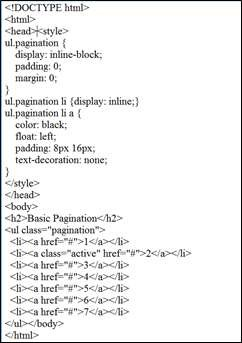 <!DOCTYPE html>
<html>
<head><style>
ul.pagination {
display: inline-block;
padding: 0;
margin: 0;
}
ul.pagination li {display: inline;}
ul.pagination li a {
color: black;
float: left;
padding: 8px 16px;
text-decoration: none;
}
</style>
</head>
<body>
<h2>Basic Pagination</h2>
<ul class="pagination">
<li><a href="#">1</a></li>
<li><a class="active" href="#">2</a></li>
<li><a href="#">3</a></li>
<li><a href="#">4</a></li>
<li><a href="#">5</a></li>
<li><a href="#">6</a></li>
<li><a href="#">7</a></li>
</ul></body>
</html>